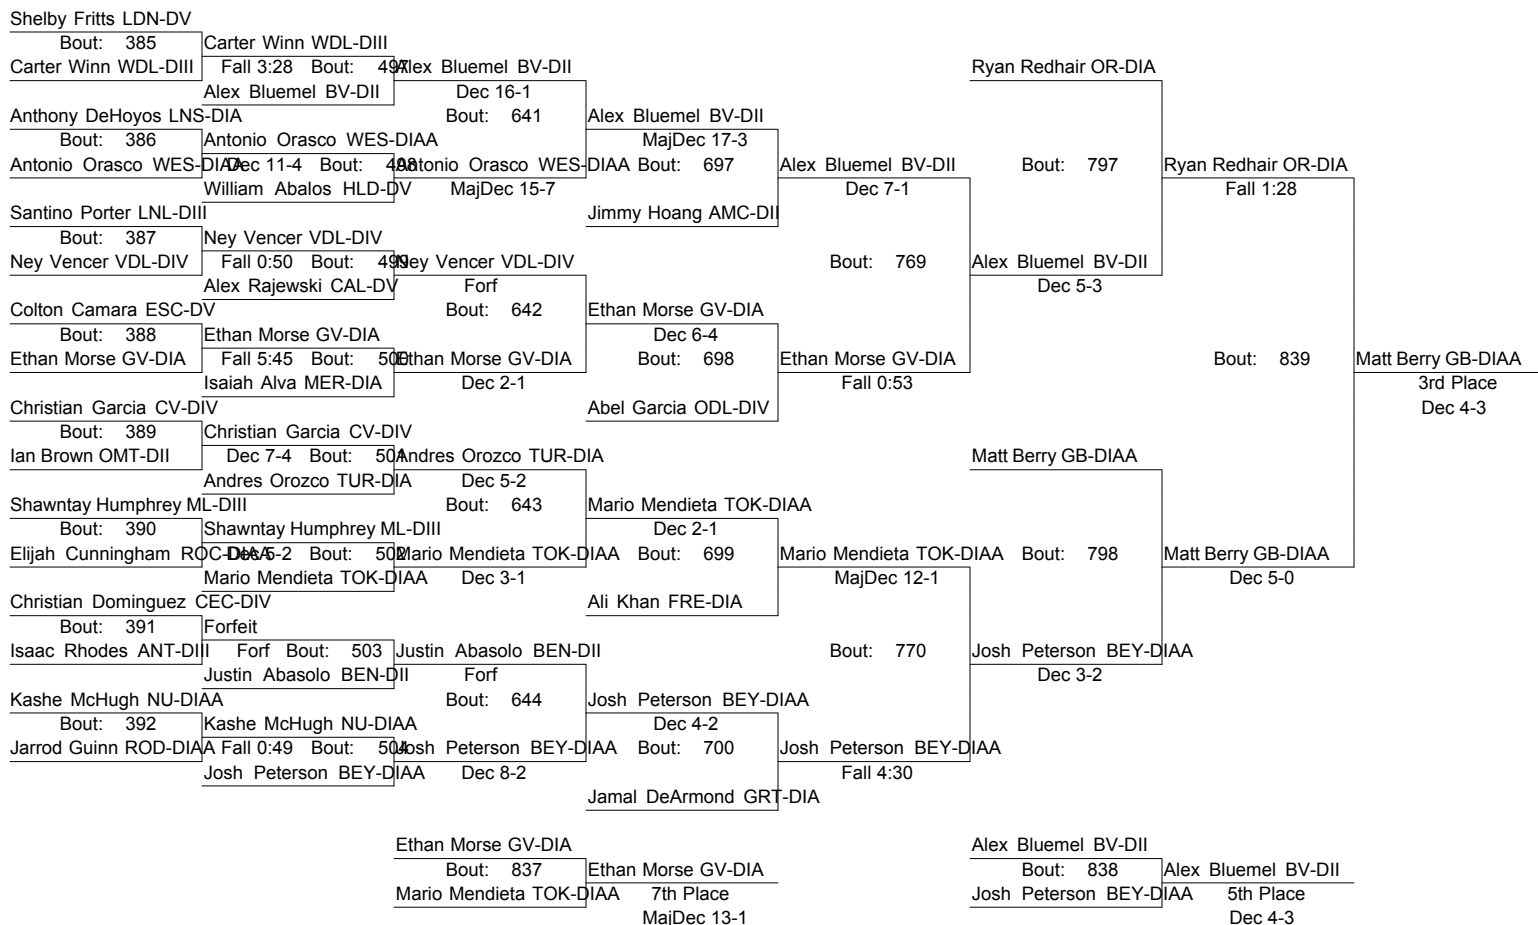 Shelby Fritts LDN-DV
Bout: 385 Carter Winn WDL-DIII
Carter Winn WDL-DIII Fall 3:28 Bout: 497 Alex Bluemel BV-DII Ryan Redhair OR-DIA
Alex Bluemel BV-DII Dec 16-1
Anthony DeHoyos LNS-DIA Bout: 641 Alex Bluemel BV-DII
Bout: 386 Antonio Orasco WES-DIAA MajDec 17-3
Antonio Orasco WES-DIAA Dec 11-4 Bout: 498 Antonio Orasco WES-DIAA Bout: 697 Alex Bluemel BV-DII Bout: 797 Ryan Redhair OR-DIA
William Abalos HLD-DV MajDec 15-7 Dec 7-1 Fall 1:28
Santino Porter LNL-DIII Jimmy Hoang AMC-DII
Bout: 387 Ney Vencer VDL-DIV
Ney Vencer VDL-DIV Fall 0:50 Bout: 499 Ney Vencer VDL-DIV Bout: 769 Alex Bluemel BV-DII
Alex Rajewski CAL-DV Forf Dec 5-3
Colton Camara ESC-DV Bout: 642 Ethan Morse GV-DIA
Bout: 388 Ethan Morse GV-DIA Dec 6-4
Ethan Morse GV-DIA Fall 5:45 Bout: 500 Ethan Morse GV-DIA Bout: 698 Ethan Morse GV-DIA Bout: 839 Matt Berry GB-DIAA
Isaiah Alva MER-DIA Dec 2-1 Fall 0:53 3rd Place
Christian Garcia CV-DIV Abel Garcia ODL-DIV Dec 4-3
Bout: 389 Christian Garcia CV-DIV
Ian Brown OMT-DII Dec 7-4 Bout: 501 Andres Orozco TUR-DIA Matt Berry GB-DIAA
Andres Orozco TUR-DIA Dec 5-2
Shawntay Humphrey ML-DIII Bout: 643 Mario Mendieta TOK-DIAA
Bout: 390 Shawntay Humphrey ML-DIII Dec 2-1
Elijah Cunningham ROC-DIAA Dec 5-2 Bout: 502 Mario Mendieta TOK-DIAA Bout: 699 Mario Mendieta TOK-DIAA Bout: 798 Matt Berry GB-DIAA
Mario Mendieta TOK-DIAA Dec 3-1 MajDec 12-1 Dec 5-0
Christian Dominguez CEC-DIV Ali Khan FRE-DIA
Bout: 391 Forfeit
Isaac Rhodes ANT-DIII Forf Bout: 503 Justin Abasolo BEN-DII Bout: 770 Josh Peterson BEY-DIAA
Justin Abasolo BEN-DII Forf Dec 3-2
Kashe McHugh NU-DIAA Bout: 644 Josh Peterson BEY-DIAA
Bout: 392 Kashe McHugh NU-DIAA Dec 4-2
Jarrod Guinn ROD-DIAA Fall 0:49 Bout: 504 Josh Peterson BEY-DIAA Bout: 700 Josh Peterson BEY-DIAA
Josh Peterson BEY-DIAA Dec 8-2 Fall 4:30
Jamal DeArmond GRT-DIA
Ethan Morse GV-DIA Alex Bluemel BV-DII
Bout: 837 Ethan Morse GV-DIA Bout: 838 Alex Bluemel BV-DII
Mario Mendieta TOK-DIAA 7th Place Josh Peterson BEY-DIAA 5th Place
MajDec 13-1 Dec 4-3